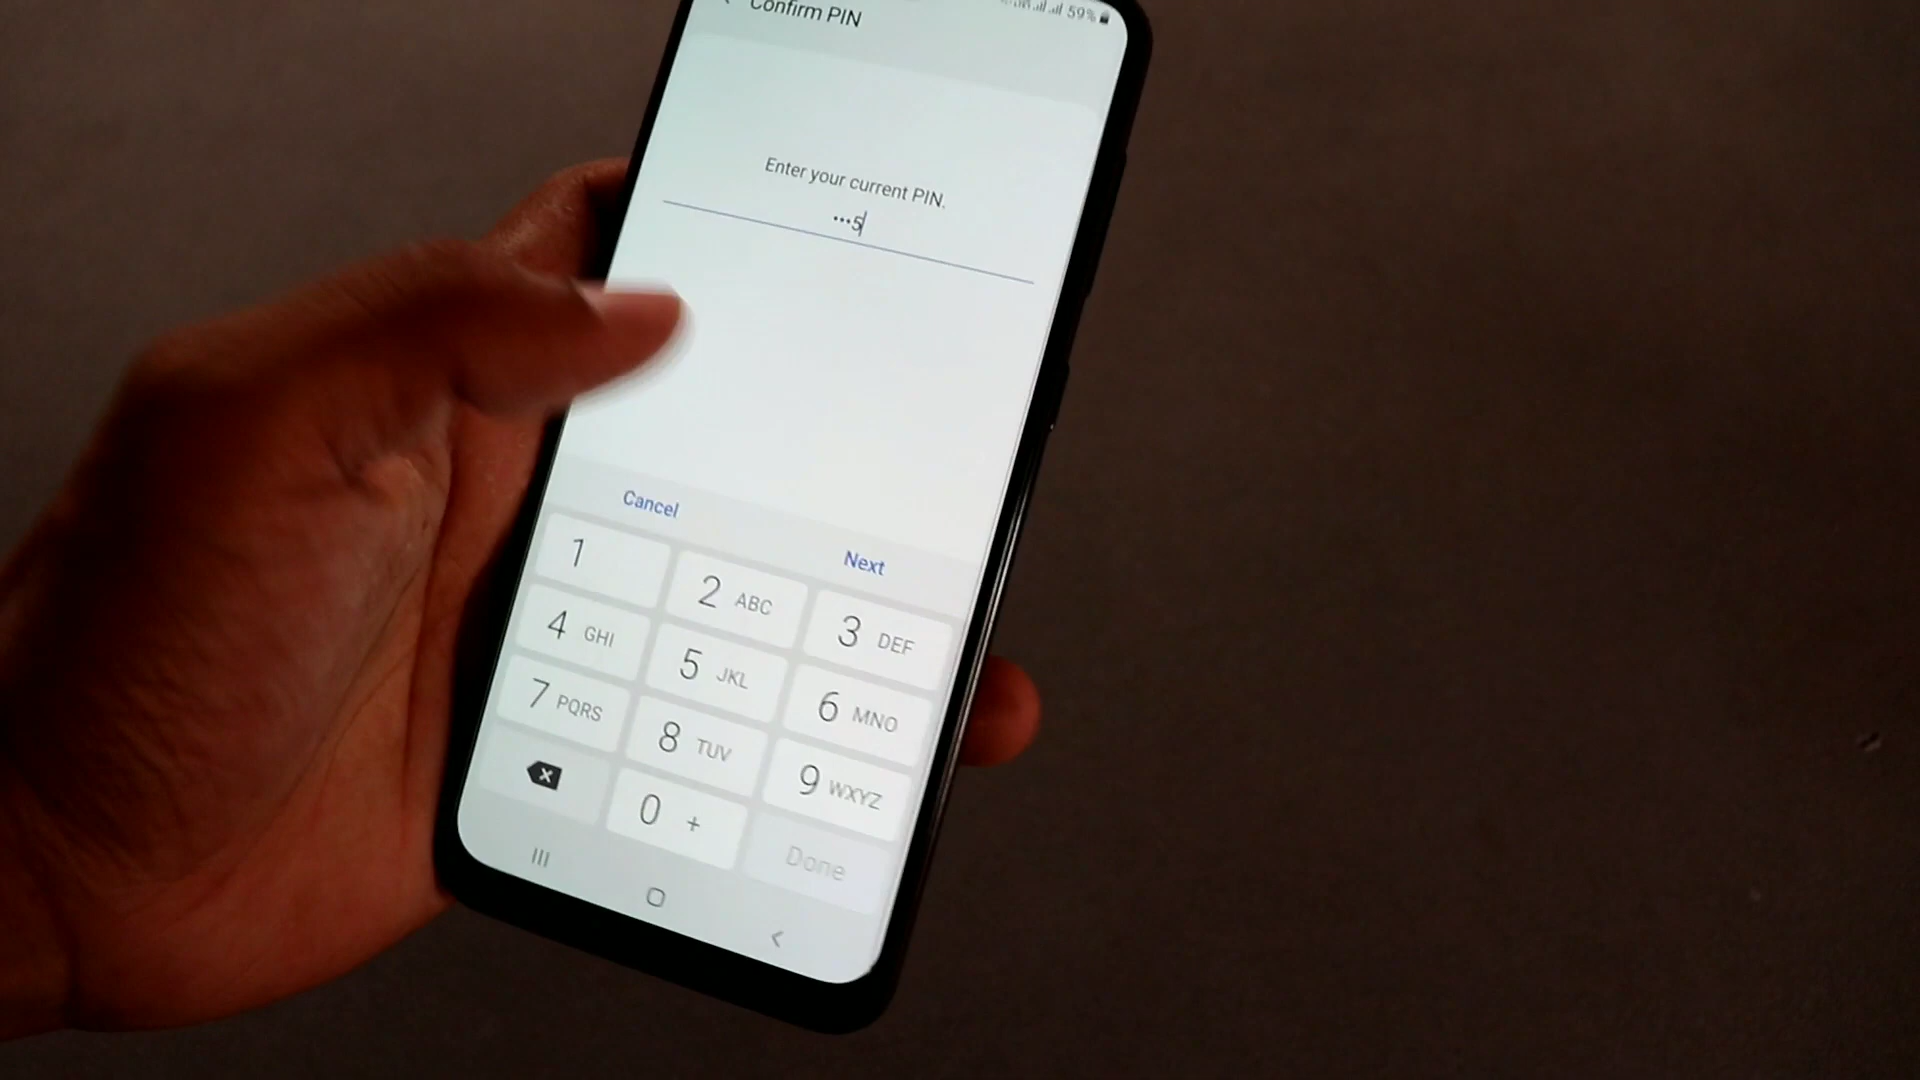 Confirm PIN
59%
Enter your current PIN.
•••5
Cancel
Next
1
2 ABC
3 DEF
4 GHI
5 JKL
6 MNO
7 PQRS
8 TUV
9 WXYZ
0 +
Done